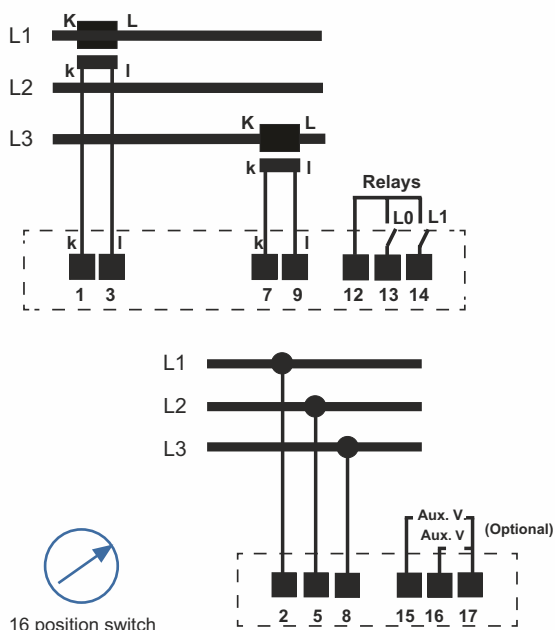 K L
L1
k l
L2
K L
L3
k l
Relays
L0 L1
k l k l
1 3 7 9 12 13 14
L1
L2
L3
Aux. V.
Aux. V (Optional)
2 5 8 15 16 17
16 position switch